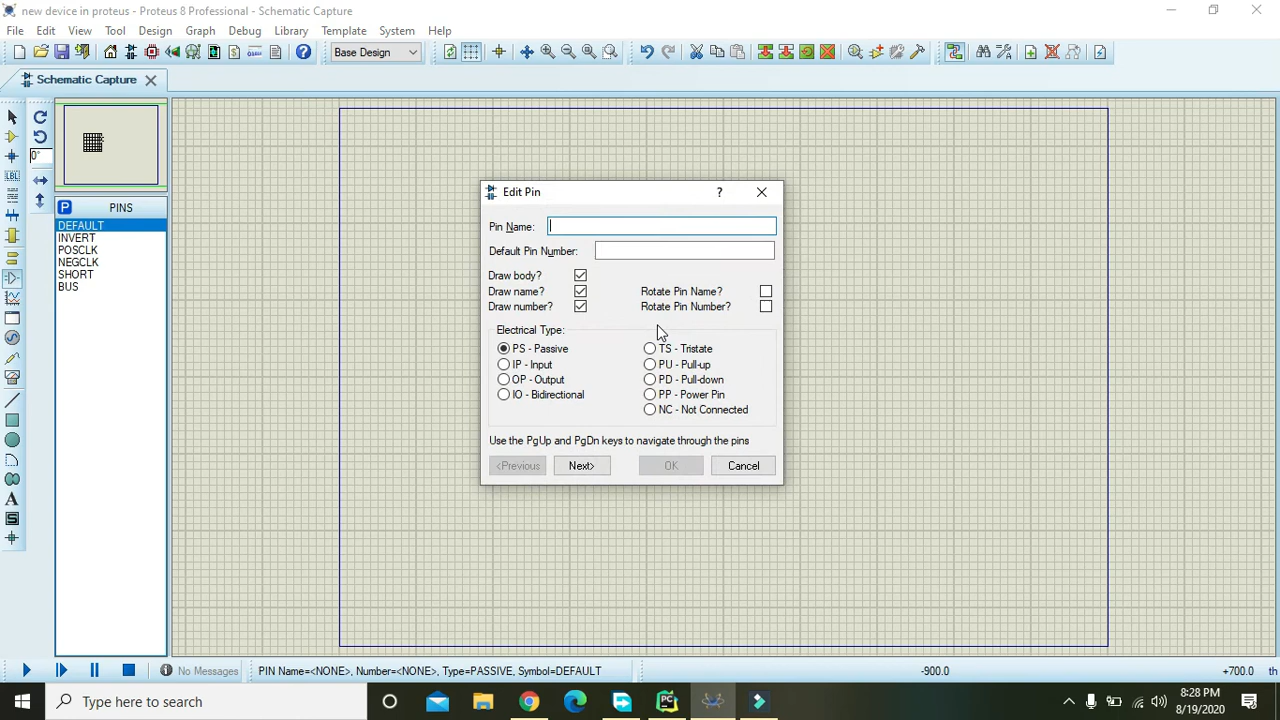 new device in proteus - Proteus 8 Professional - Schematic Capture
File Edit View Tool Design Graph Debug Library Template System Help
Base Design
Schematic Capture
0°
P PINS
DEFAULT
INVERT
POSCLK
NEGCLK
SHORT
BUS
LBL
A
S
Edit Pin ?
Pin Name:
Default Pin Number:
Draw body?
Draw name? Rotate Pin Name?
Draw number? Rotate Pin Number?
Electrical Type:
PS - Passive TS - Tristate
IP - Input PU - Pull-up
OP - Output PD - Pull-down
IO - Bidirectional PP - Power Pin
NC - Not Connected
Use the PgUp and PgDn keys to navigate through the pins
<Previous Next> OK Cancel
No Messages PIN Name=<NONE>, Number=<NONE>, Type=PASSIVE, Symbol=DEFAULT -900.0 +700.0 th
Type here to search
PC
8:28 PM
8/19/2020